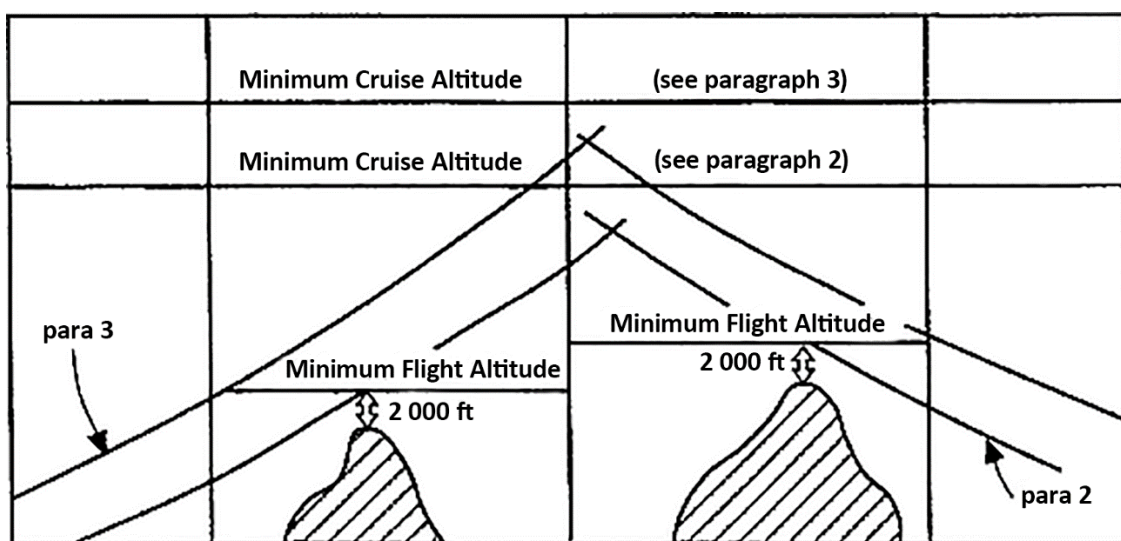 Minimum Cruise Altitude (see paragraph 3)
Minimum Cruise Altitude (see paragraph 2)
para 3
Minimum Flight Altitude
2 000 ft
Minimum Flight Altitude
2 000 ft
para 2